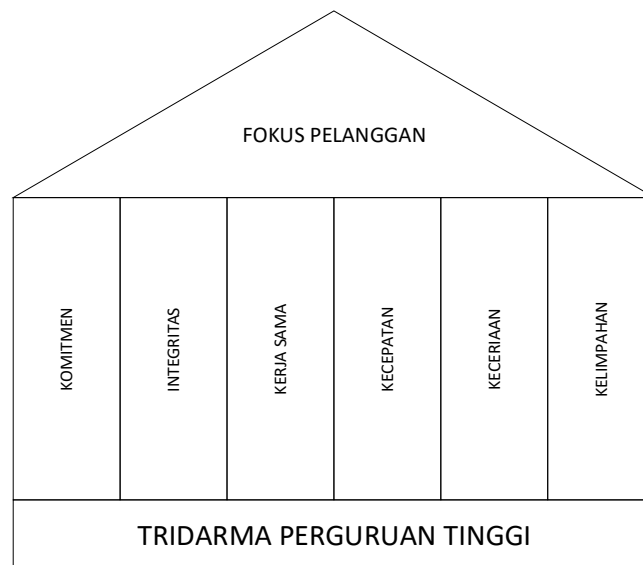 FOKUS PELANGGAN
KOMITMEN
INTEGRITAS
KERJA SAMA
KECEPATAN
KECERIAAN
KELIMPAHAN
TRIDARMA PERGURUAN TINGGI